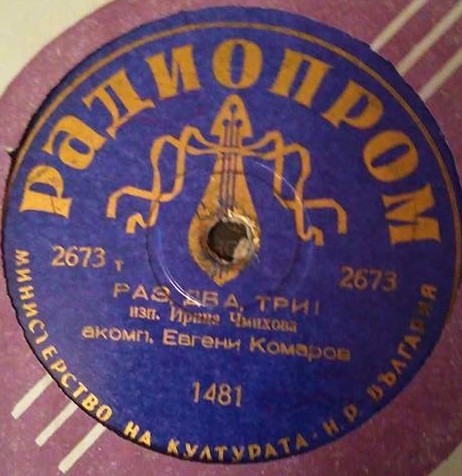 РАДИОПРОМ
2673 т
2673
РАЗ, ДВА, ТРИ!
изп. Ирина Чмихова
акомп. Евгени Комаров
1481
МИНИСТЕРСТВО НА КУЛТУРАТА - Н. Р. БЪЛГАРИЯ